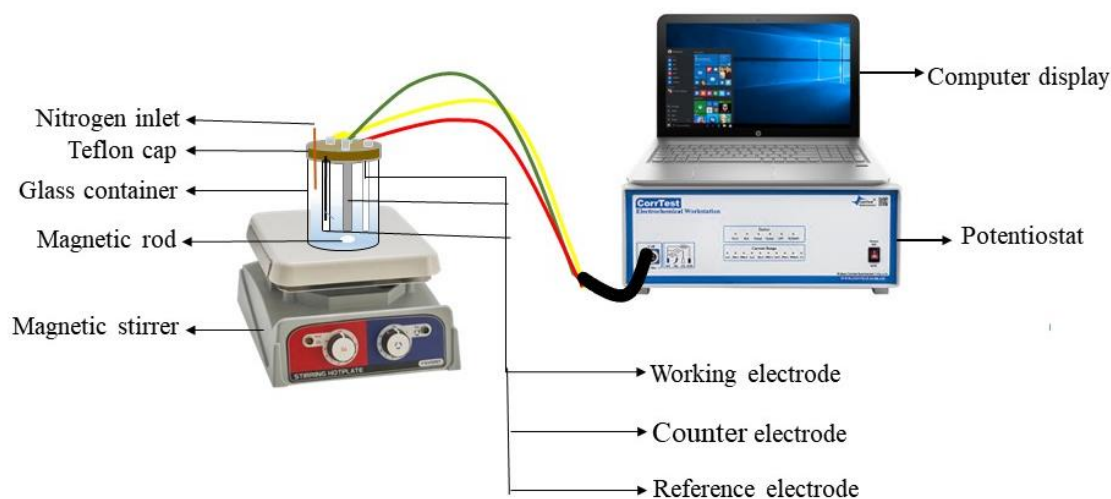 Nitrogen inlet
Teflon cap
Glass container
Magnetic rod
Magnetic stirrer
STIRRING HOTPLATE
Computer display
CorrTest
Electrochemical Workstation
Potentiostat
Working electrode
Counter electrode
Reference electrode